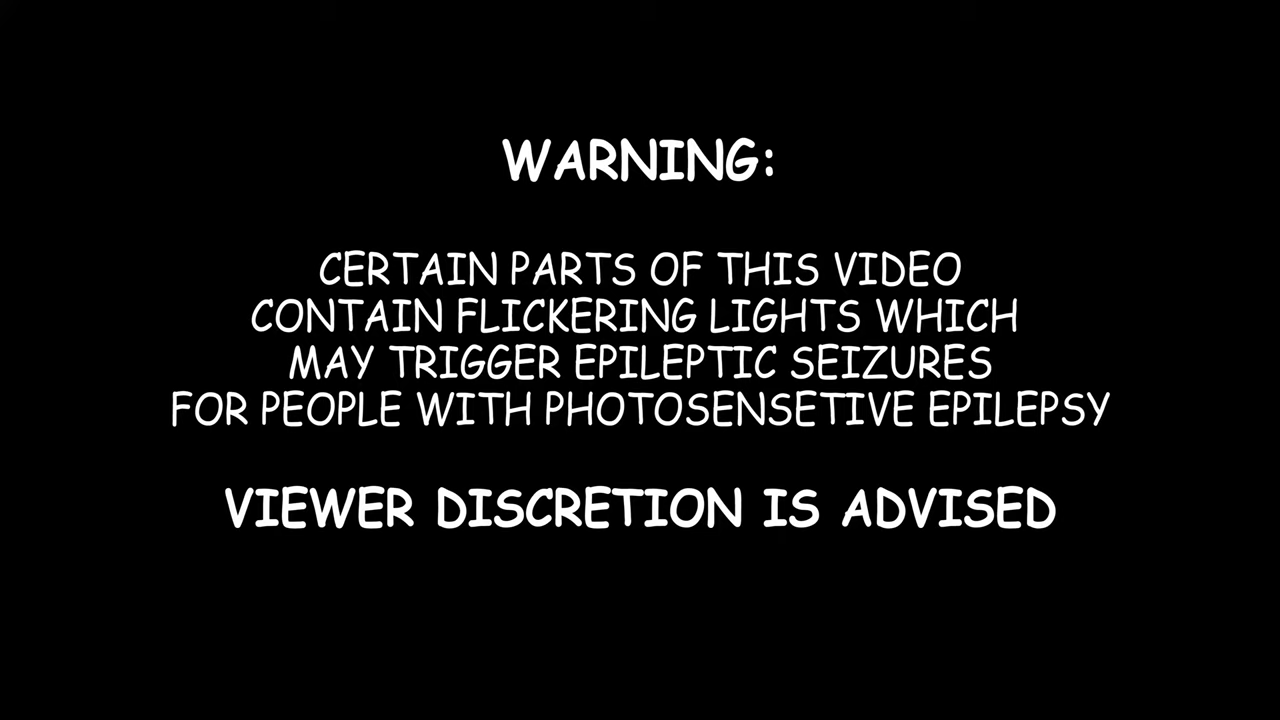 WARNING:
CERTAIN PARTS OF THIS VIDEO
CONTAIN FLICKERING LIGHTS WHICH
MAY TRIGGER EPILEPTIC SEIZURES
FOR PEOPLE WITH PHOTOSENSETIVE EPILEPSY
VIEWER DISCRETION IS ADVISED